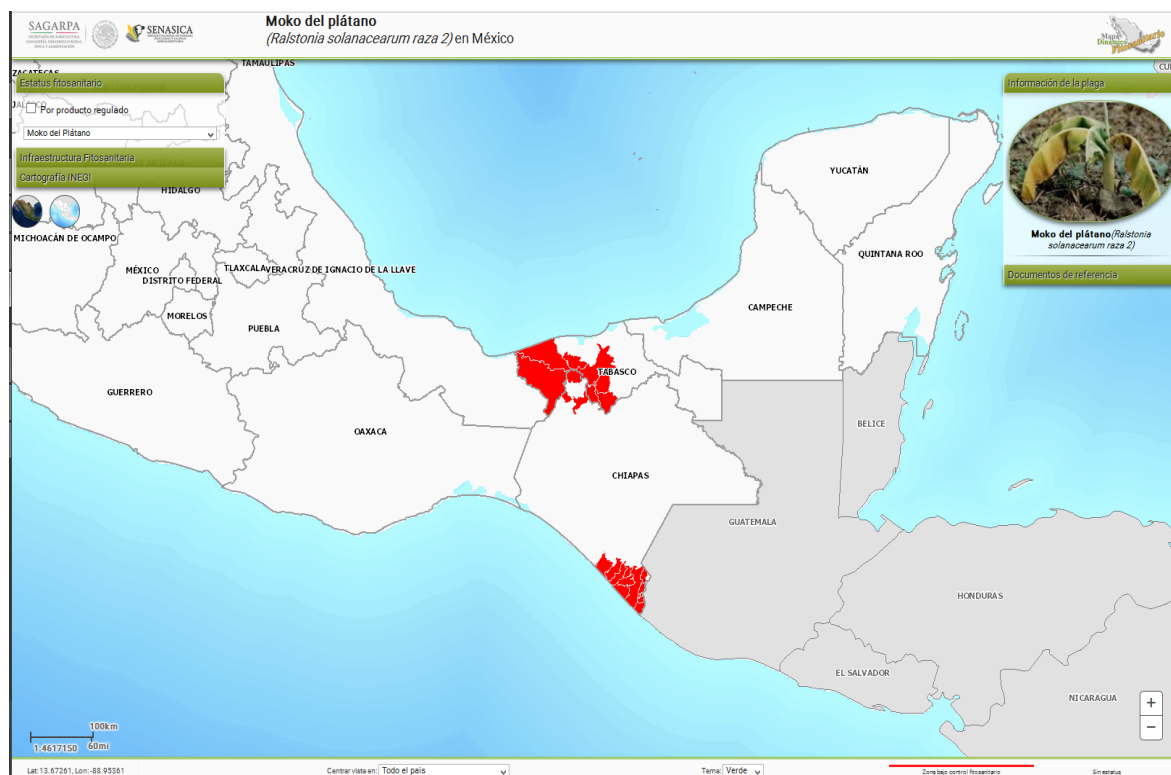 SAGARPA
SENASICA
Moko del plátano
(Ralstonia solanacearum raza 2) en México
Mapa
Dinámico
Fitosanitario
Estatus fitosanitario
Por producto regulado
Moko del Plátano
Infraestructura Fitosanitaria
Cartografía INEGI
Información de la plaga
Moko del plátano(Ralstonia
solanacearum raza 2)
Documentos de referencia
TAMAULIPAS
HIDALGO
MICHOACÁN DE OCAMPO
MÉXICO
DISTRITO FEDERAL
TLAXCALA
VERACRUZ DE IGNACIO DE LA LLAVE
MORELOS
PUEBLA
GUERRERO
OAXACA
TABASCO
CHIAPAS
CAMPECHE
YUCATÁN
QUINTANA ROO
BELICE
GUATEMALA
HONDURAS
EL SALVADOR
NICARAGUA
+
−
100km
1:4617150 60mi
Lat: 13.67261, Lon: -88.95361
Centrar vista en: Todo el pais
Tema: Verde
Zona bajo control fitosanitario
Sin estatus